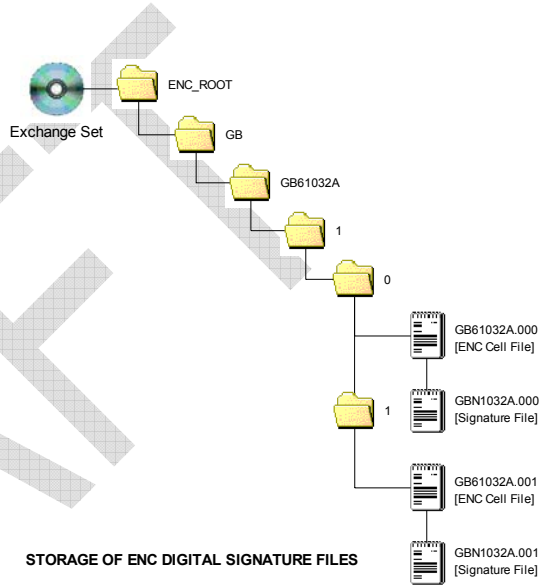 ENC_ROOT
Exchange Set
GB
GB61032A
1
0
GB61032A.000
[ENC Cell File]
GBN1032A.000
[Signature File]
1
GB61032A.001
[ENC Cell File]
GBN1032A.001
[Signature File]
STORAGE OF ENC DIGITAL SIGNATURE FILES